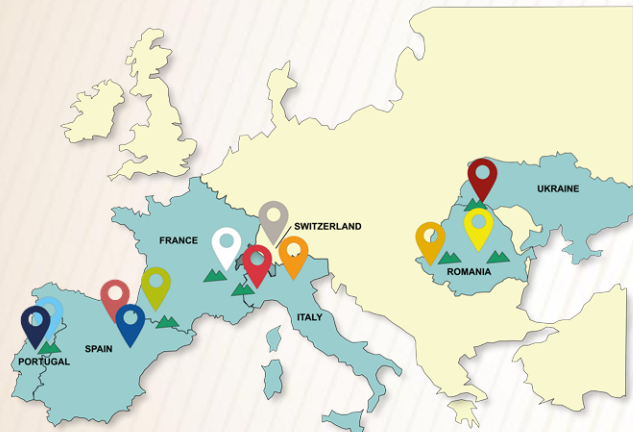 UKRAINE
SWITZERLAND
FRANCE
ROMANIA
ITALY
SPAIN
PORTUGAL